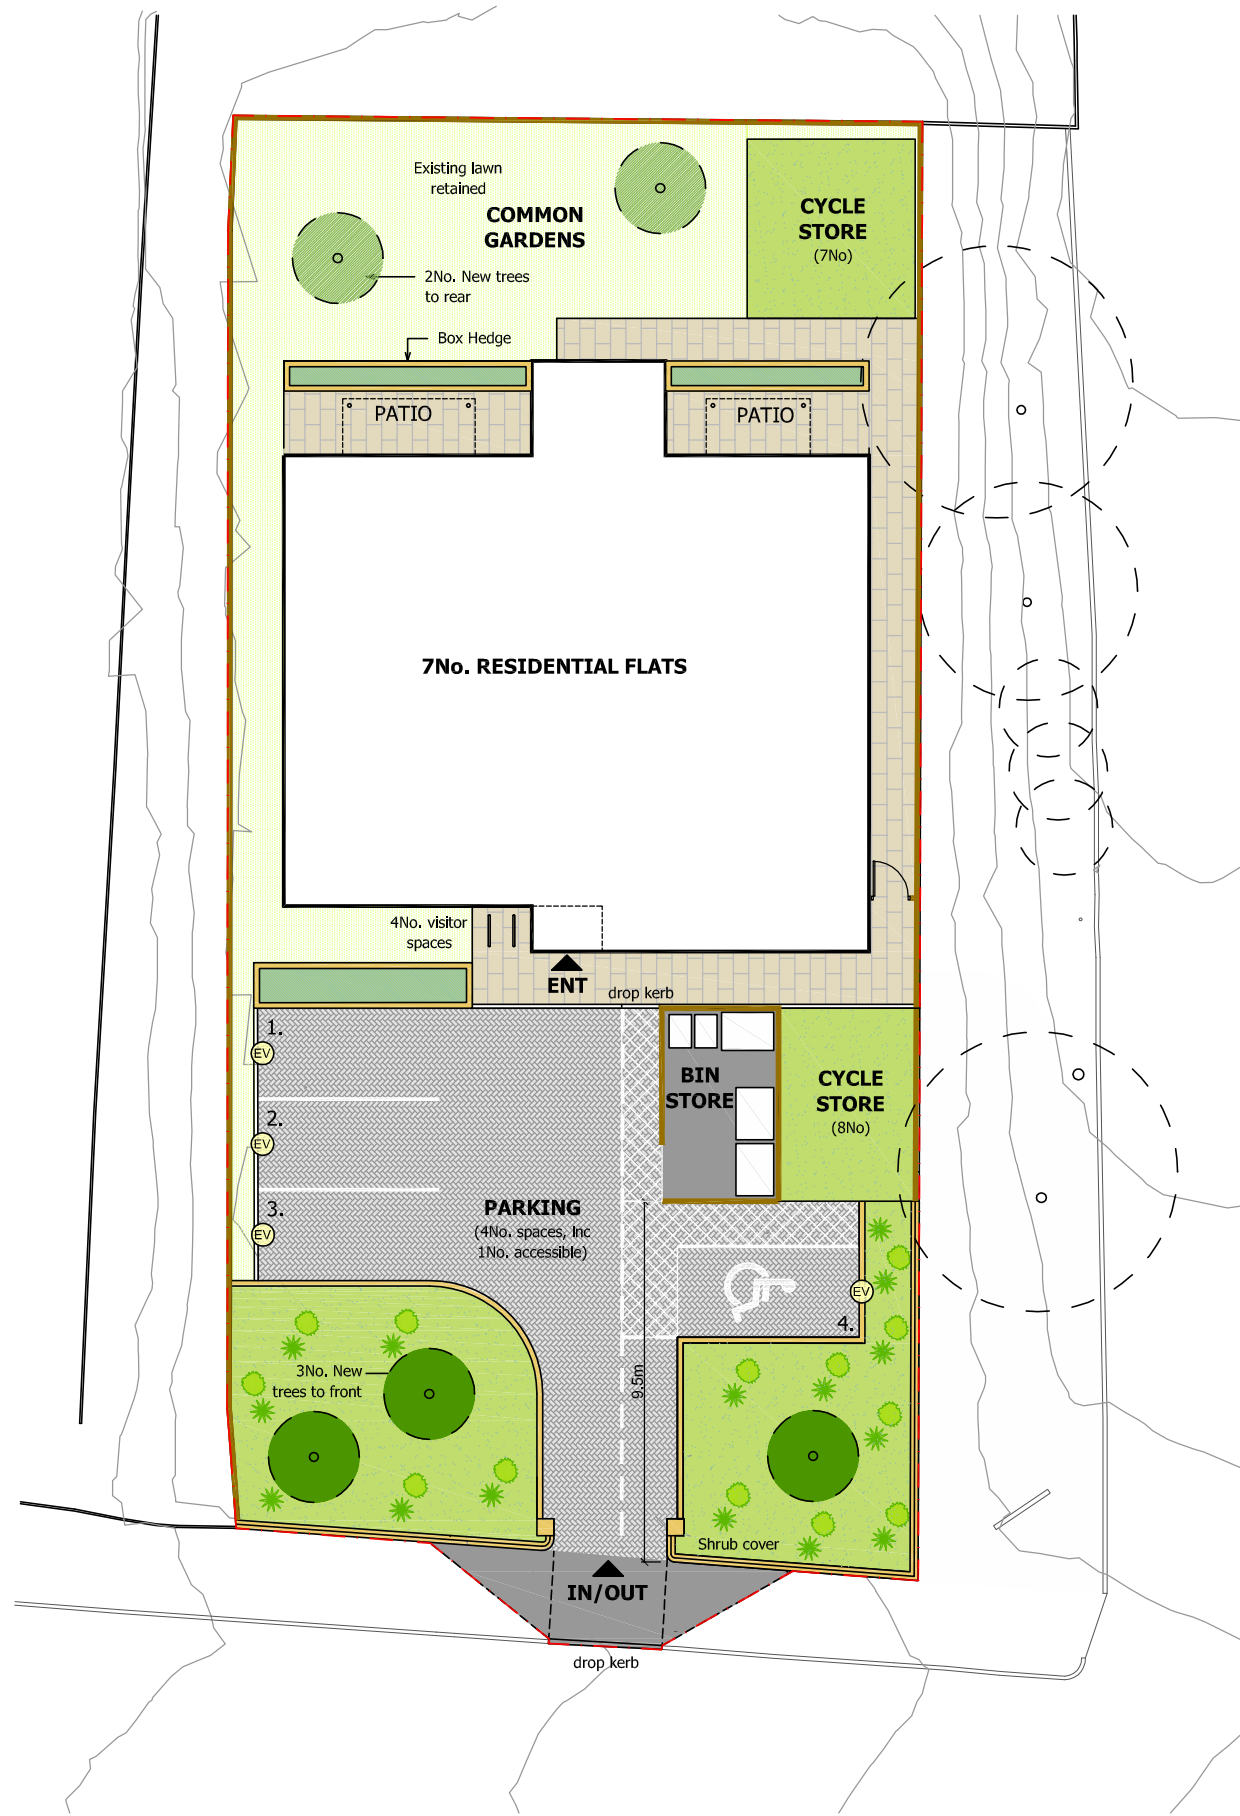 Existing lawn
retained
COMMON
GARDENS
CYCLE
STORE
(7No)
2No. New trees
to rear
Box Hedge
PATIO
PATIO
7No. RESIDENTIAL FLATS
4No. visitor
spaces
ENT
drop kerb
1.
EV
BIN
STORE
CYCLE
STORE
(8No)
2.
EV
3.
EV
PARKING
(4No. spaces, Inc
1No. accessible)
EV
4.
3No. New
trees to front
9.5m
Shrub cover
IN/OUT
drop kerb